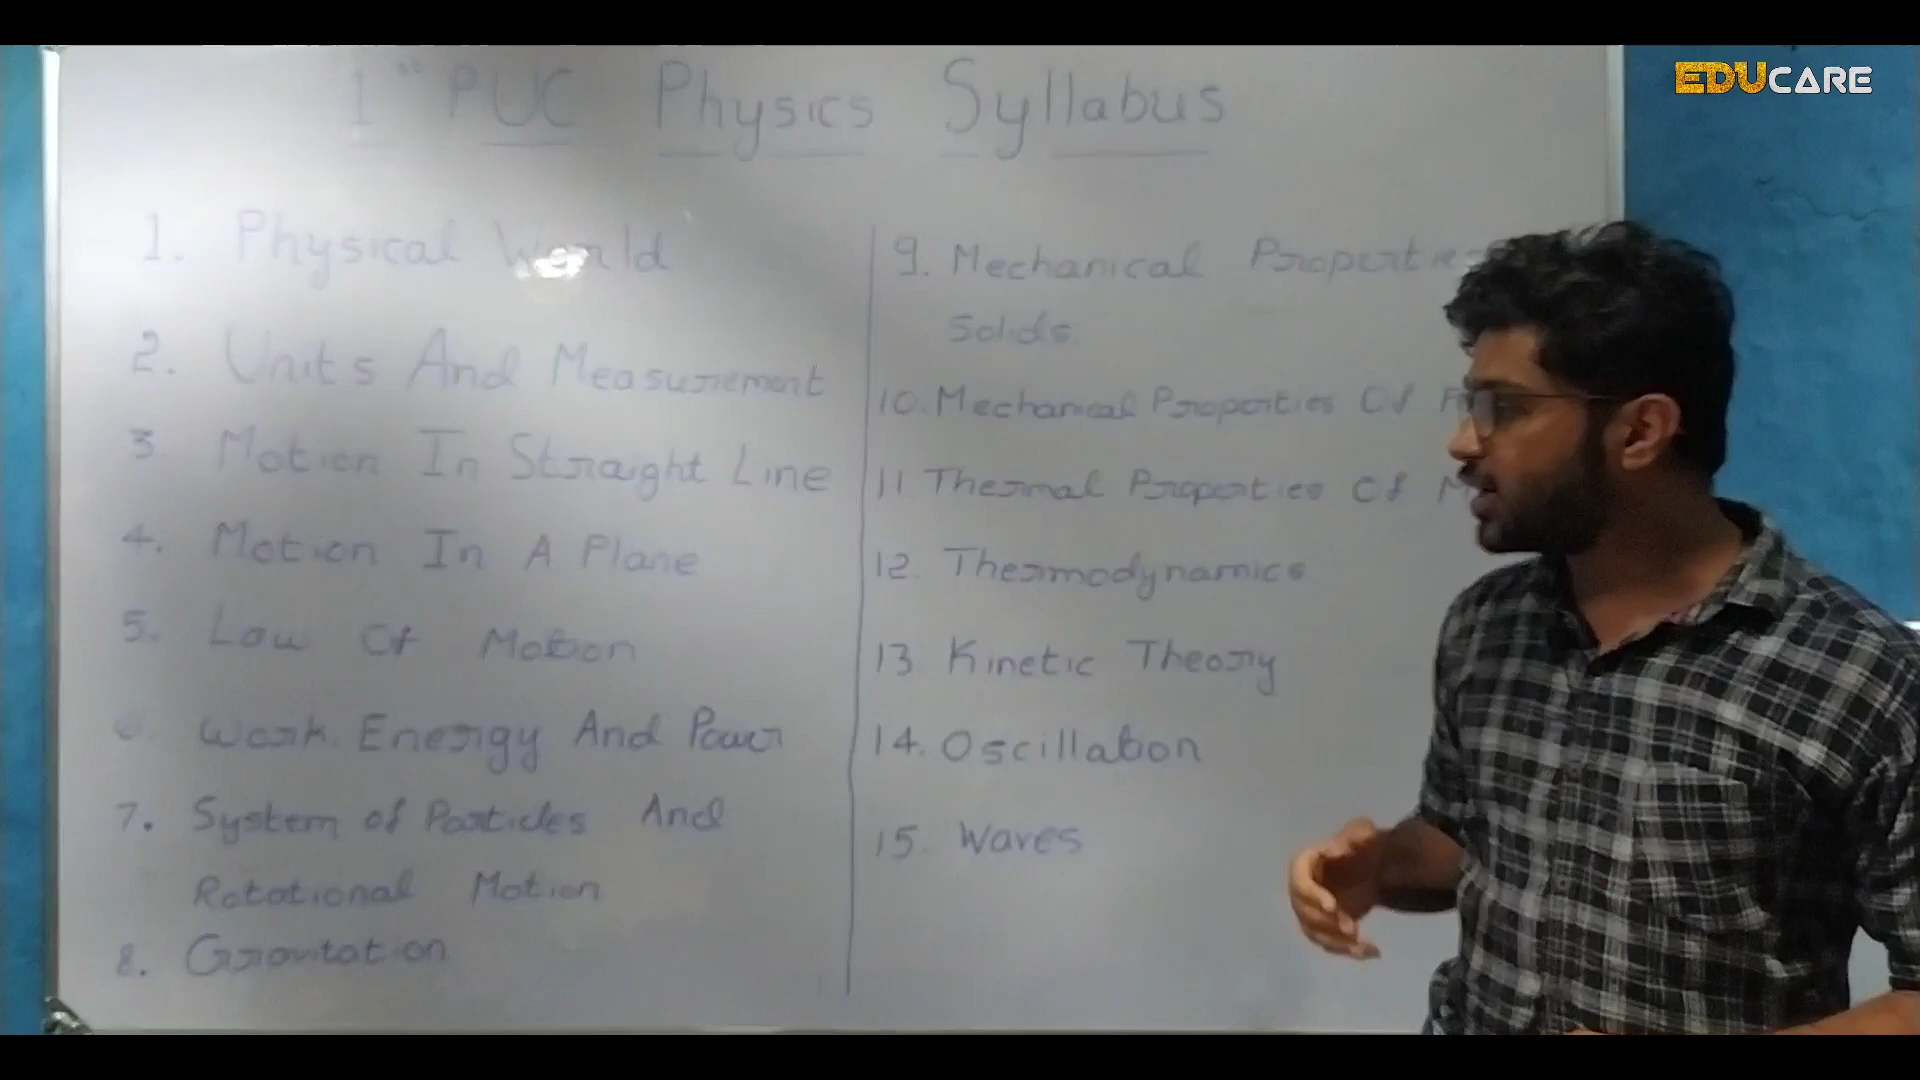 EDUCARE
1st PUC Physics Syllabus
1. Physical World
2. Units And Measurement
3 Motion In Straight Line
4. Motion In A Plane
5. Law Of Motion
6. Work Energy And Power
7. System of Particles And
Rotational Motion
8. Gravitation
9. Mechanical Properties
Solids
10. Mechanical Properties Of
11 Thermal Properties Of
12. Thermodynamics
13 Kinetic Theory
14. Oscillation
15. Waves